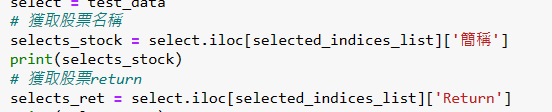 select = test_data
# 獲取股票名稱
selects_stock = select.iloc[selected_indices_list]['簡稱']
print(selects_stock)
# 獲取股票return
selects_ret = select.iloc[selected_indices_list]['Return']